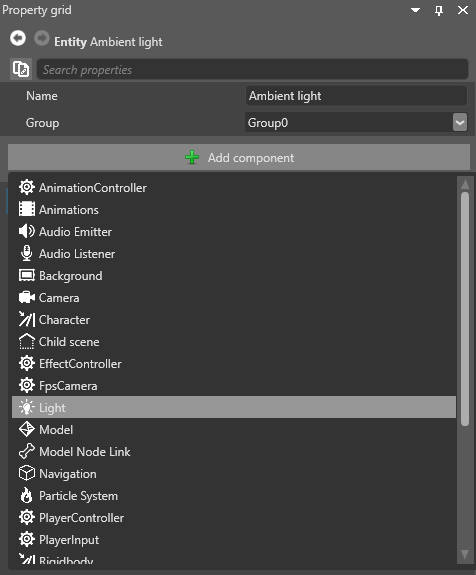 Property grid
Entity Ambient light
Search properties
Name Ambient light
Group Group0
Add component
AnimationController
Animations
Audio Emitter
Audio Listener
Background
Camera
Character
Child scene
EffectController
FpsCamera
Light
Model
Model Node Link
Navigation
Particle System
PlayerController
PlayerInput
Rigidbody